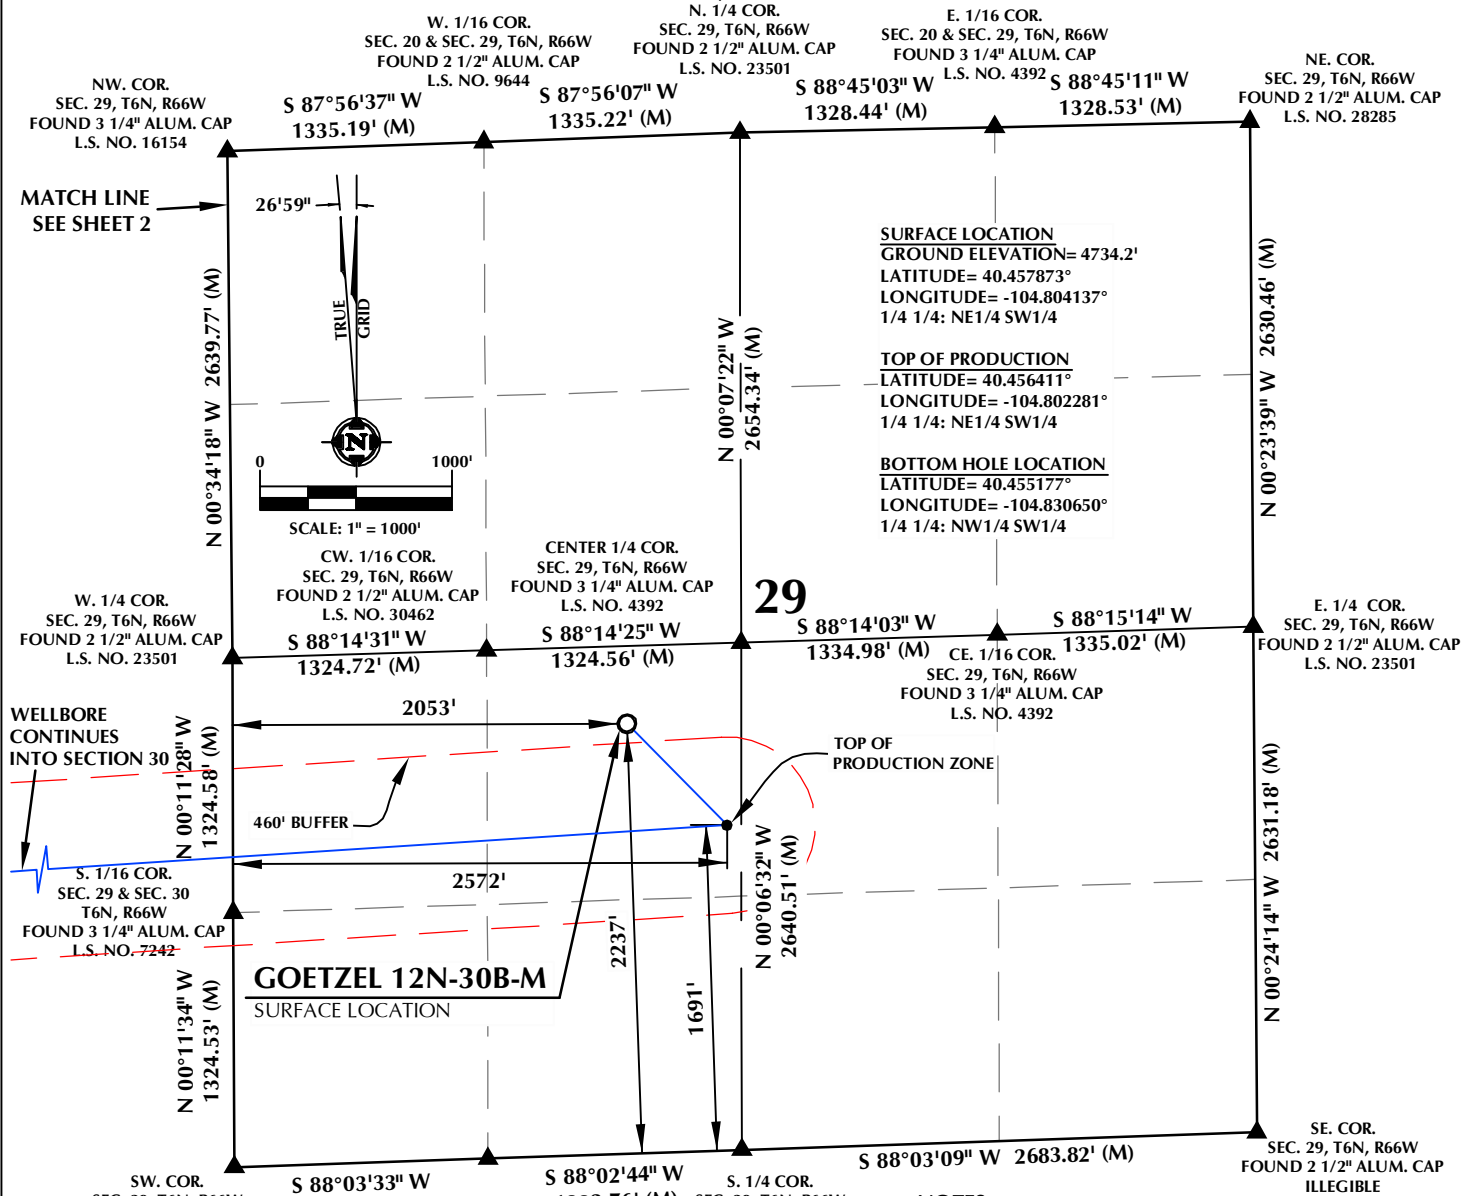 W. 1/16 COR.
SEC. 20 & SEC. 29, T6N, R66W
FOUND 2 1/2" ALUM. CAP
L.S. NO. 9644
N. 1/4 COR.
SEC. 29, T6N, R66W
FOUND 2 1/2" ALUM. CAP
L.S. NO. 23501
E. 1/16 COR.
SEC. 20 & SEC. 29, T6N, R66W
FOUND 3 1/4" ALUM. CAP
L.S. NO. 4392
NW. COR.
SEC. 29, T6N, R66W
FOUND 3 1/4" ALUM. CAP
L.S. NO. 16154
NE. COR.
SEC. 29, T6N, R66W
FOUND 2 1/2" ALUM. CAP
L.S. NO. 28285
S 87°56'37" W
1335.19' (M)
S 87°56'07" W
1335.22' (M)
S 88°45'03" W
1328.44' (M)
S 88°45'11" W
1328.53' (M)
MATCH LINE
SEE SHEET 2
26'59"
TRUE
GRID
N
0 1000'
SCALE: 1" = 1000'
N 00°34'18" W 2639.77' (M)
N 00°07'22" W
2654.34' (M)
N 00°23'39" W 2630.46' (M)
SURFACE LOCATION
GROUND ELEVATION= 4734.2'
LATITUDE= 40.457873°
LONGITUDE= -104.804137°
1/4 1/4: NE1/4 SW1/4
TOP OF PRODUCTION
LATITUDE= 40.456411°
LONGITUDE= -104.802281°
1/4 1/4: NE1/4 SW1/4
BOTTOM HOLE LOCATION
LATITUDE= 40.455177°
LONGITUDE= -104.830650°
1/4 1/4: NW1/4 SW1/4
CW. 1/16 COR.
SEC. 29, T6N, R66W
FOUND 2 1/2" ALUM. CAP
L.S. NO. 30462
CENTER 1/4 COR.
SEC. 29, T6N, R66W
FOUND 3 1/4" ALUM. CAP
L.S. NO. 4392
29
W. 1/4 COR.
SEC. 29, T6N, R66W
FOUND 2 1/2" ALUM. CAP
L.S. NO. 23501
E. 1/4 COR.
SEC. 29, T6N, R66W
FOUND 2 1/2" ALUM. CAP
L.S. NO. 23501
S 88°14'31" W
1324.72' (M)
S 88°14'25" W
1324.56' (M)
S 88°14'03" W
1334.98' (M)
S 88°15'14" W
1335.02' (M)
CE. 1/16 COR.
SEC. 29, T6N, R66W
FOUND 3 1/4" ALUM. CAP
L.S. NO. 4392
2053'
WELLBORE
CONTINUES
INTO SECTION 30
N 00°11'28" W
1324.58' (M)
TOP OF
PRODUCTION ZONE
460' BUFFER
2572'
2237'
1691'
N 00°06'32" W
2640.51' (M)
N 00°24'14" W 2631.18' (M)
S. 1/16 COR.
SEC. 29 & SEC. 30
T6N, R66W
FOUND 3 1/4" ALUM. CAP
L.S. NO. 7242
GOETZEL 12N-30B-M
SURFACE LOCATION
N 00°11'34" W
1324.53' (M)
SW. COR.
S 88°03'33" W
S 88°02'44" W
S. 1/4 COR.
S 88°03'09" W 2683.82' (M)
SE. COR.
SEC. 29, T6N, R66W
FOUND 2 1/2" ALUM. CAP
ILLEGIBLE